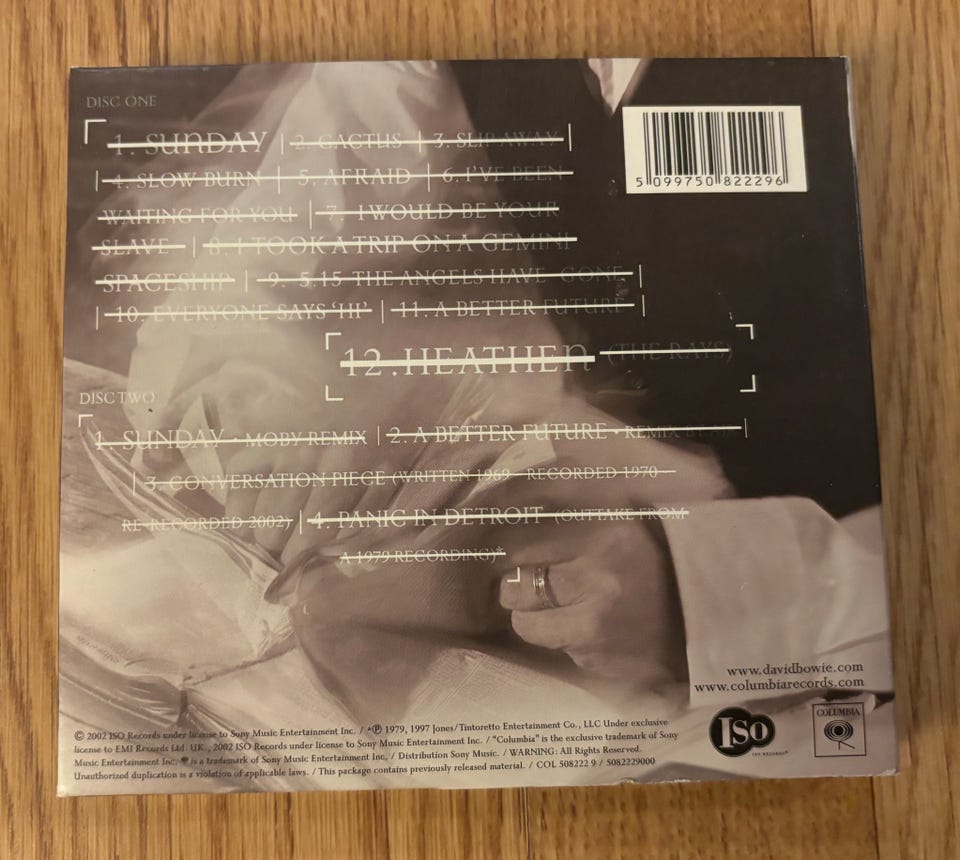 DISC ONE
1. SUNDAY | 2. CACTUS | 3. SLIP AWAY |
| 4. SLOW BURN | 5. AFRAID | 6. I'VE BEEN
WAITING FOR YOU | 7. I WOULD BE YOUR
SLAVE | 8. I TOOK A TRIP ON A GEMINI
SPACESHIP | 9. 5.15 THE ANGELS HAVE GONE |
| 10. EVERYONE SAYS 'HI' | 11. A BETTER FUTURE |
12. HEATHEN (THE RAYS)
DISC TWO
1. SUNDAY • MOBY REMIX | 2. A BETTER FUTURE • REMIX BY |
| 3. CONVERSATION PIECE (WRITTEN 1969 - RECORDED 1970 -
RE-RECORDED 2002) | 4. PANIC IN DETROIT (OUTTAKE FROM
A 1979 RECORDING)*
5 099750 822296
www.davidbowie.com
www.columbiarecords.com
© 2002 ISO Records under license to Sony Music Entertainment Inc. / *℗ 1979, 1997 Jones/Tintoretto Entertainment Co., LLC Under exclusive
license to EMI Records Ltd. U.K., 2002 ISO Records under license to Sony Music Entertainment Inc. / "Columbia" is the exclusive trademark of Sony
Music Entertainment Inc. is a trademark of Sony Music Entertainment Inc. / Distribution Sony Music. / WARNING: All Rights Reserved.
Unauthorized duplication is a violation of applicable laws. / This package contains previously released material. / COL 508222 9 / 5082229000
ISO
ISO RECORDS
COLUMBIA